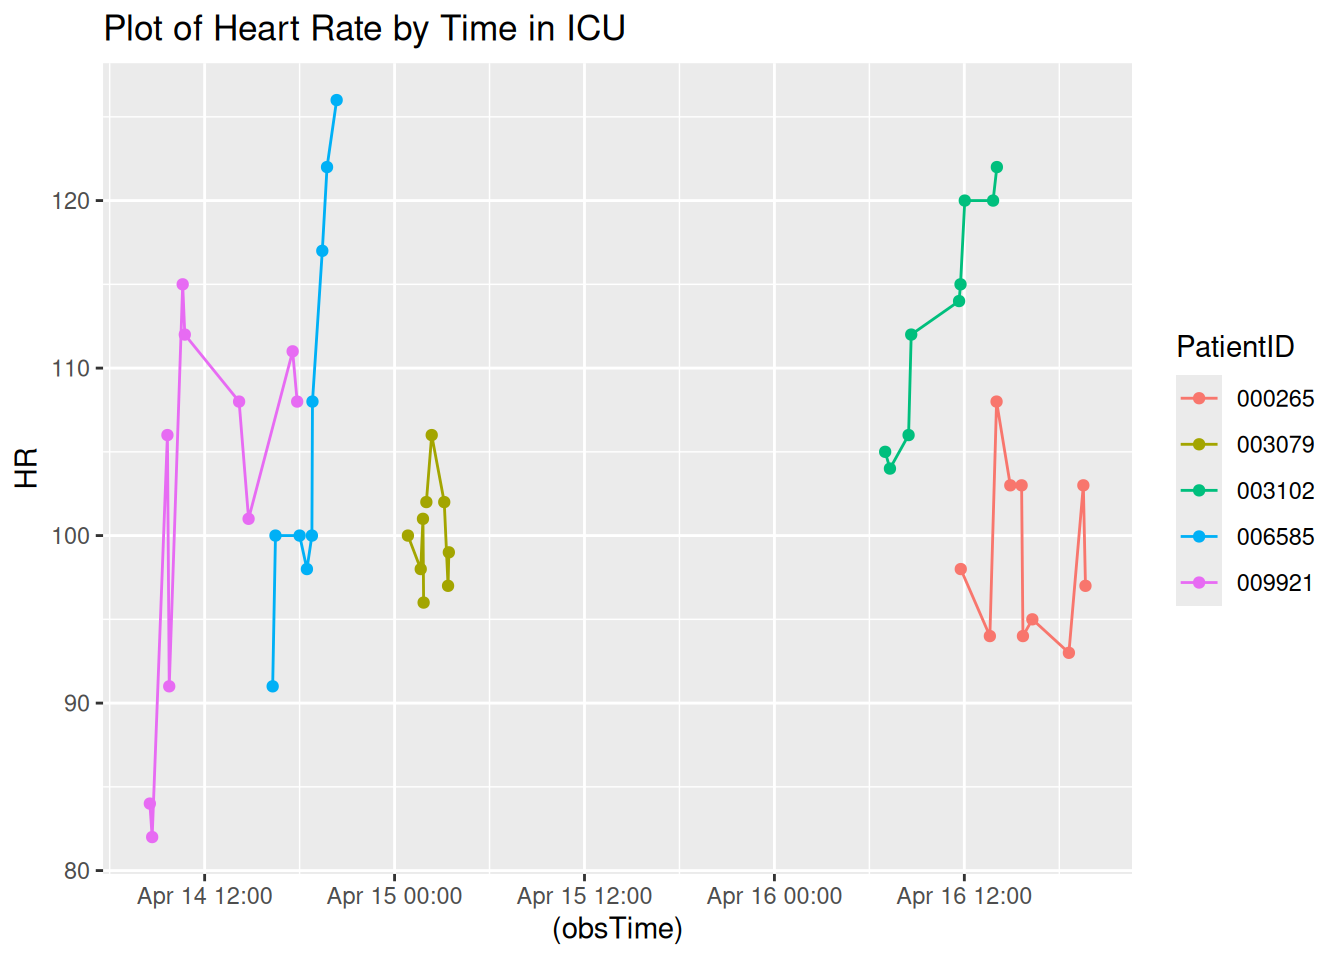 Plot of Heart Rate by Time in ICU
HR
120
110
100
90
80
Apr 14 12:00
Apr 15 00:00
Apr 15 12:00
Apr 16 00:00
Apr 16 12:00
(obsTime)
PatientID
000265
003079
003102
006585
009921